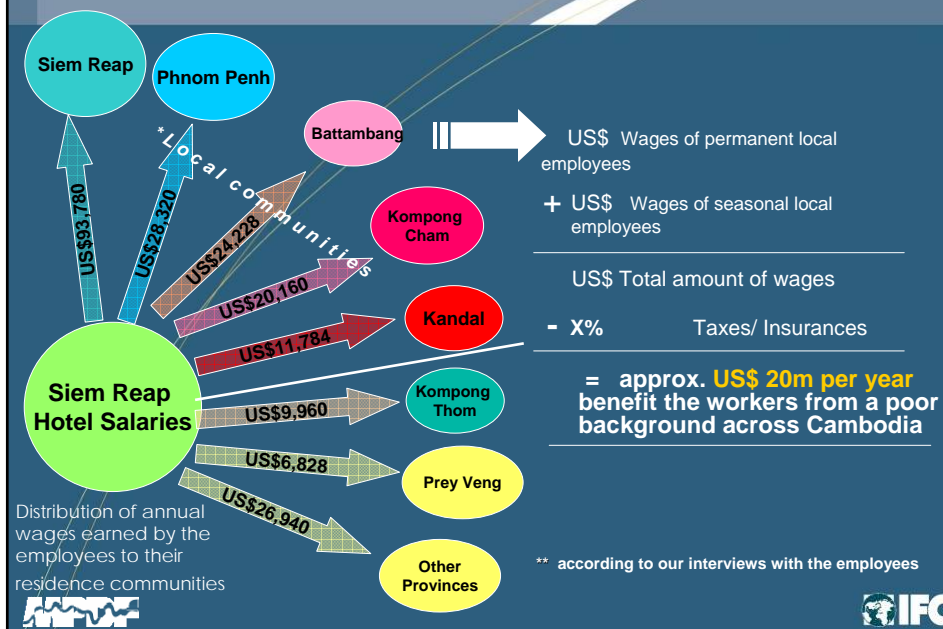 Siem Reap
Phnom Penh
Battambang
*Local communities
Kompong
Cham
Kandal
Kompong
Thom
Prey Veng
Other
Provinces
US$93,780
US$28,320
US$24,228
US$20,160
US$11,784
US$9,960
US$6,828
US$26,940
Siem Reap
Hotel Salaries
Distribution of annual
wages earned by the
employees to their
residence communities
US$ Wages of permanent local
employees
+ US$ Wages of seasonal local
employees
US$ Total amount of wages
- X% Taxes/ Insurances
= approx. US$ 20m per year
benefit the workers from a poor
background across Cambodia
** according to our interviews with the employees
IFC